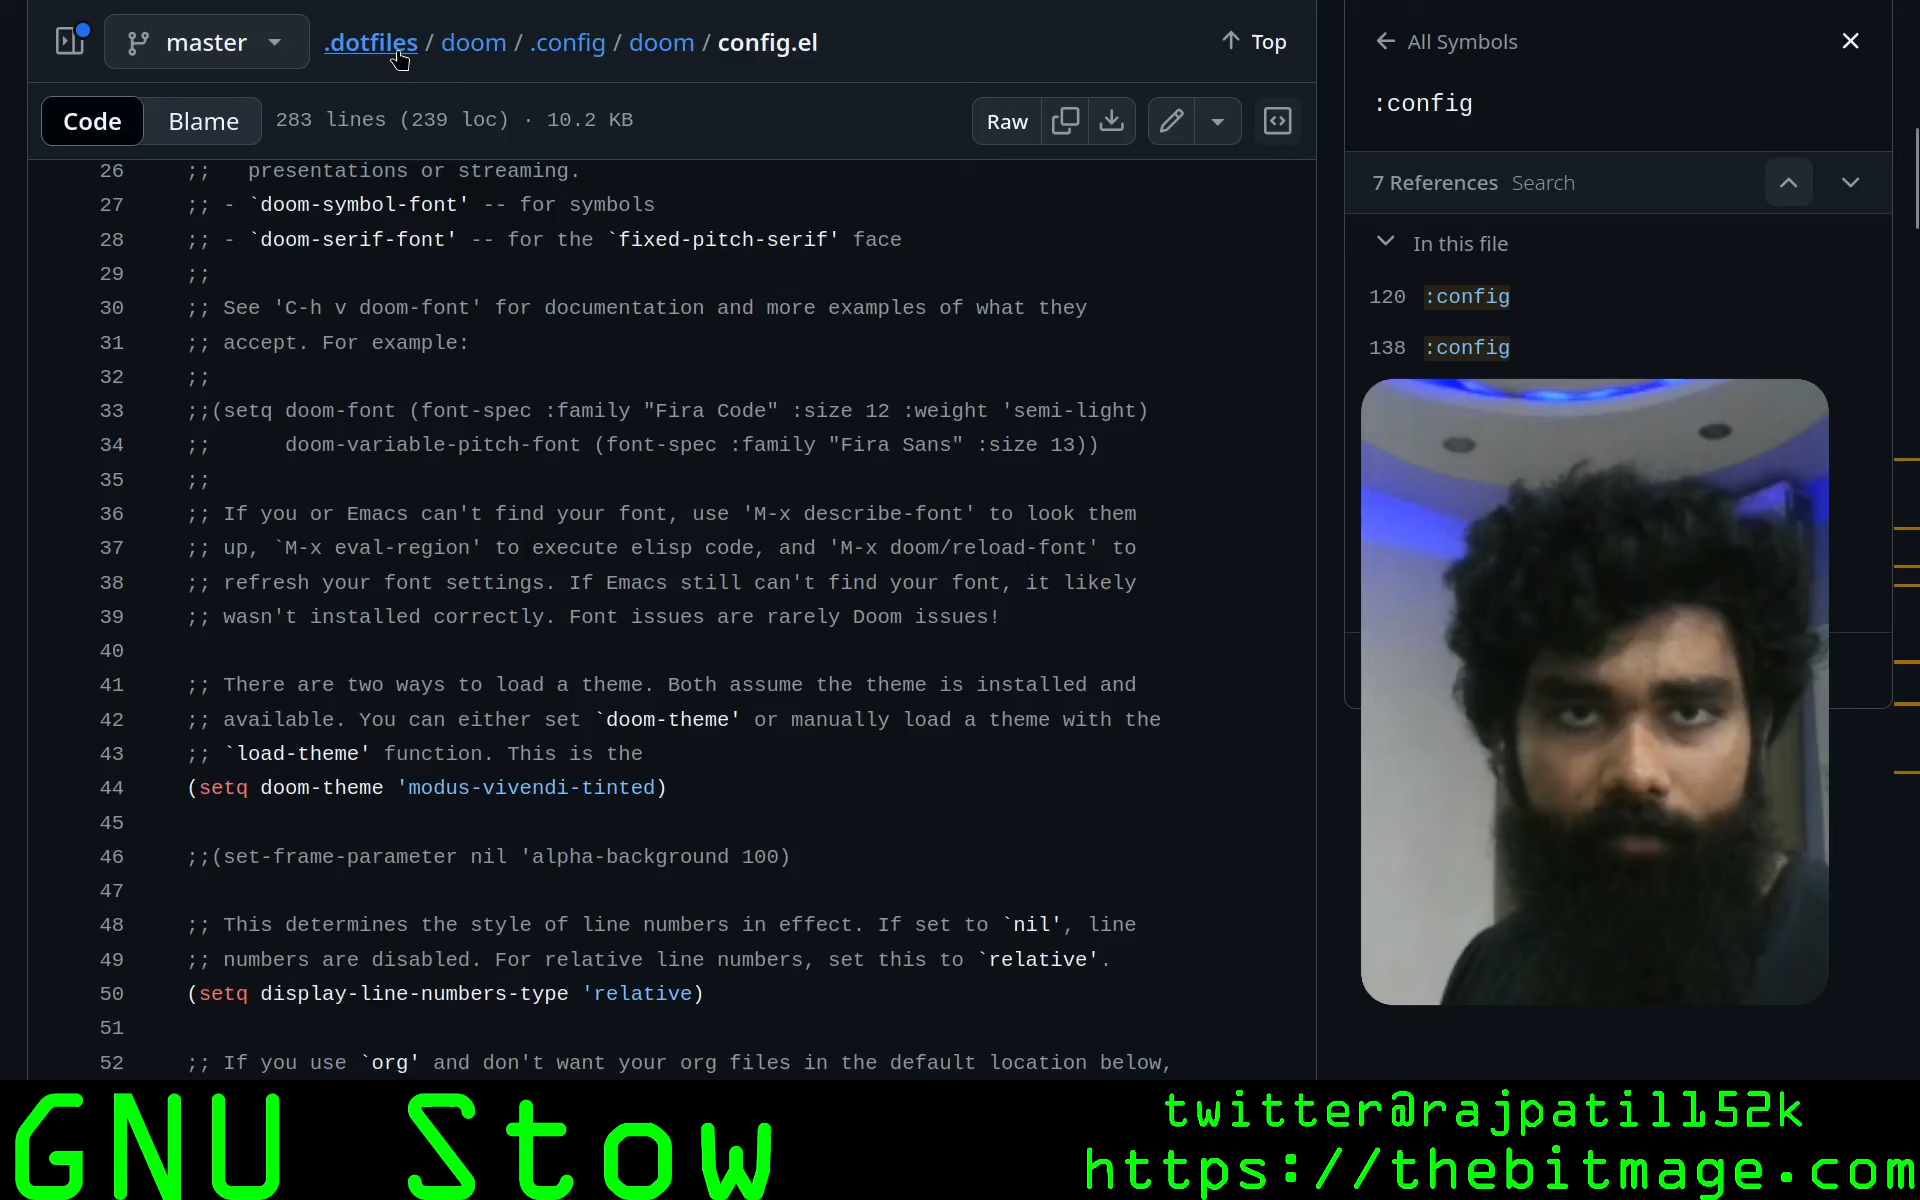 master .dotfiles / doom / .config / doom / config.el Top
Code Blame 283 lines (239 loc) · 10.2 KB Raw
26 ;;   presentations or streaming.
27 ;; - `doom-symbol-font' -- for symbols
28 ;; - `doom-serif-font' -- for the `fixed-pitch-serif' face
29 ;;
30 ;; See 'C-h v doom-font' for documentation and more examples of what they
31 ;; accept. For example:
32 ;;
33 ;;(setq doom-font (font-spec :family "Fira Code" :size 12 :weight 'semi-light)
34 ;;      doom-variable-pitch-font (font-spec :family "Fira Sans" :size 13))
35 ;;
36 ;; If you or Emacs can't find your font, use 'M-x describe-font' to look them
37 ;; up, `M-x eval-region' to execute elisp code, and 'M-x doom/reload-font' to
38 ;; refresh your font settings. If Emacs still can't find your font, it likely
39 ;; wasn't installed correctly. Font issues are rarely Doom issues!
40
41 ;; There are two ways to load a theme. Both assume the theme is installed and
42 ;; available. You can either set `doom-theme' or manually load a theme with the
43 ;; `load-theme' function. This is the
44 (setq doom-theme 'modus-vivendi-tinted)
45
46 ;;(set-frame-parameter nil 'alpha-background 100)
47
48 ;; This determines the style of line numbers in effect. If set to `nil', line
49 ;; numbers are disabled. For relative line numbers, set this to `relative'.
50 (setq display-line-numbers-type 'relative)
51
52 ;; If you use `org' and don't want your org files in the default location below,
All Symbols
:config
7 References Search
In this file
120 :config
138 :config
GNU Stow
twitter@rajpatil152k
https://thebitmage.com